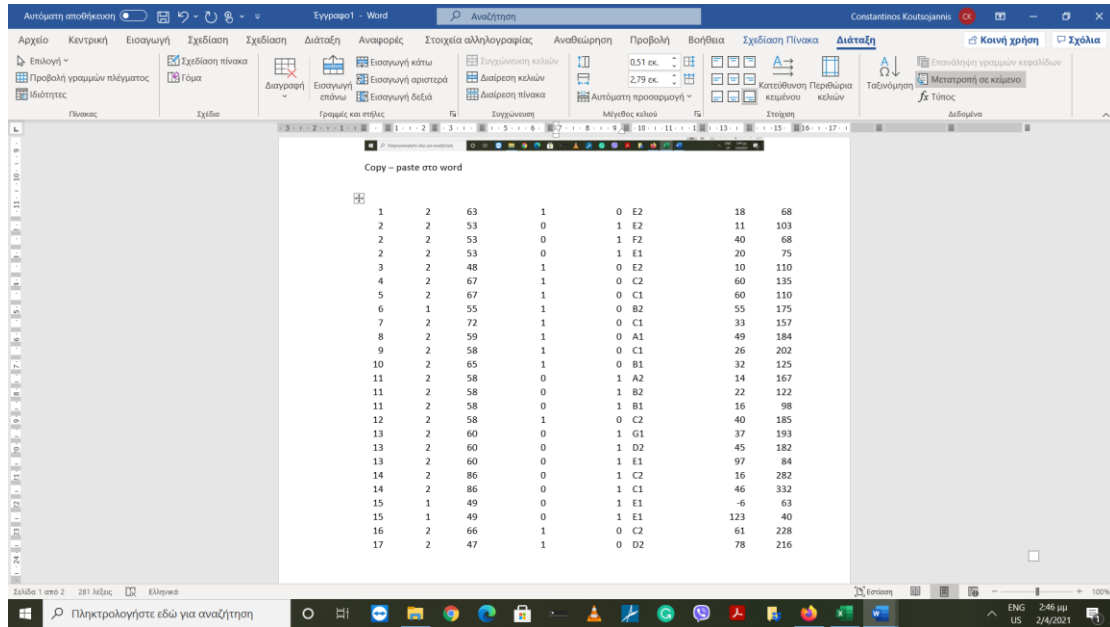 Αυτόματη αποθήκευση Έγγραφο1 - Word Αναζήτηση Constantinos Koutsojannis CK
Αρχείο Κεντρική Εισαγωγή Σχεδίαση Σχεδίαση Διάταξη Αναφορές Στοιχεία αλληλογραφίας Αναθεώρηση Προβολή Βοήθεια Σχεδίαση Πίνακα Διάταξη Κοινή χρήση Σχόλια
Επιλογή Σχεδίαση πίνακα Εισαγωγή κάτω Συγχώνευση κελιών 0,51 εκ. Επανάληψη γραμμών κεφαλίδων
Προβολή γραμμών πλέγματος Γόμα Διαγραφή Εισαγωγή επάνω Εισαγωγή αριστερά Διαίρεση κελιών 2,79 εκ. Κατεύθυνση κειμένου Περιθώρια κελιών Ταξινόμηση Μετατροπή σε κείμενο
Ιδιότητες Εισαγωγή δεξιά Διαίρεση πίνακα Αυτόματη προσαρμογή Τύπος
Πίνακας Σχέδιο Γραμμές και στήλες Συγχώνευση Μέγεθος κελιού Στοίχιση Δεδομένα
Copy – paste στο word
1 2 63 1 0 E2 18 68
2 2 53 0 1 E2 11 103
2 2 53 0 1 F2 40 68
2 2 53 0 1 E1 20 75
3 2 48 1 0 E2 10 110
4 2 67 1 0 C2 60 135
5 2 67 1 0 C1 60 110
6 1 55 1 0 B2 55 175
7 2 72 1 0 C1 33 157
8 2 59 1 0 A1 49 184
9 2 58 1 0 C1 26 202
10 2 65 1 0 B1 32 125
11 2 58 0 1 A2 14 167
11 2 58 0 1 B2 22 122
11 2 58 0 1 B1 16 98
12 2 58 1 0 C2 40 185
13 2 60 0 1 G1 37 193
13 2 60 0 1 D2 45 182
13 2 60 0 1 E1 97 84
14 2 86 0 1 C2 16 282
14 2 86 0 1 C1 46 332
15 1 49 0 1 E1 -6 63
15 1 49 0 1 E1 123 40
16 2 66 1 0 C2 61 228
17 2 47 1 0 D2 78 216
Σελίδα 1 από 2 281 λέξεις Ελληνικά Εστίαση 100%
Πληκτρολογήστε εδώ για αναζήτηση ENG 2:46 μμ
US 2/4/2021